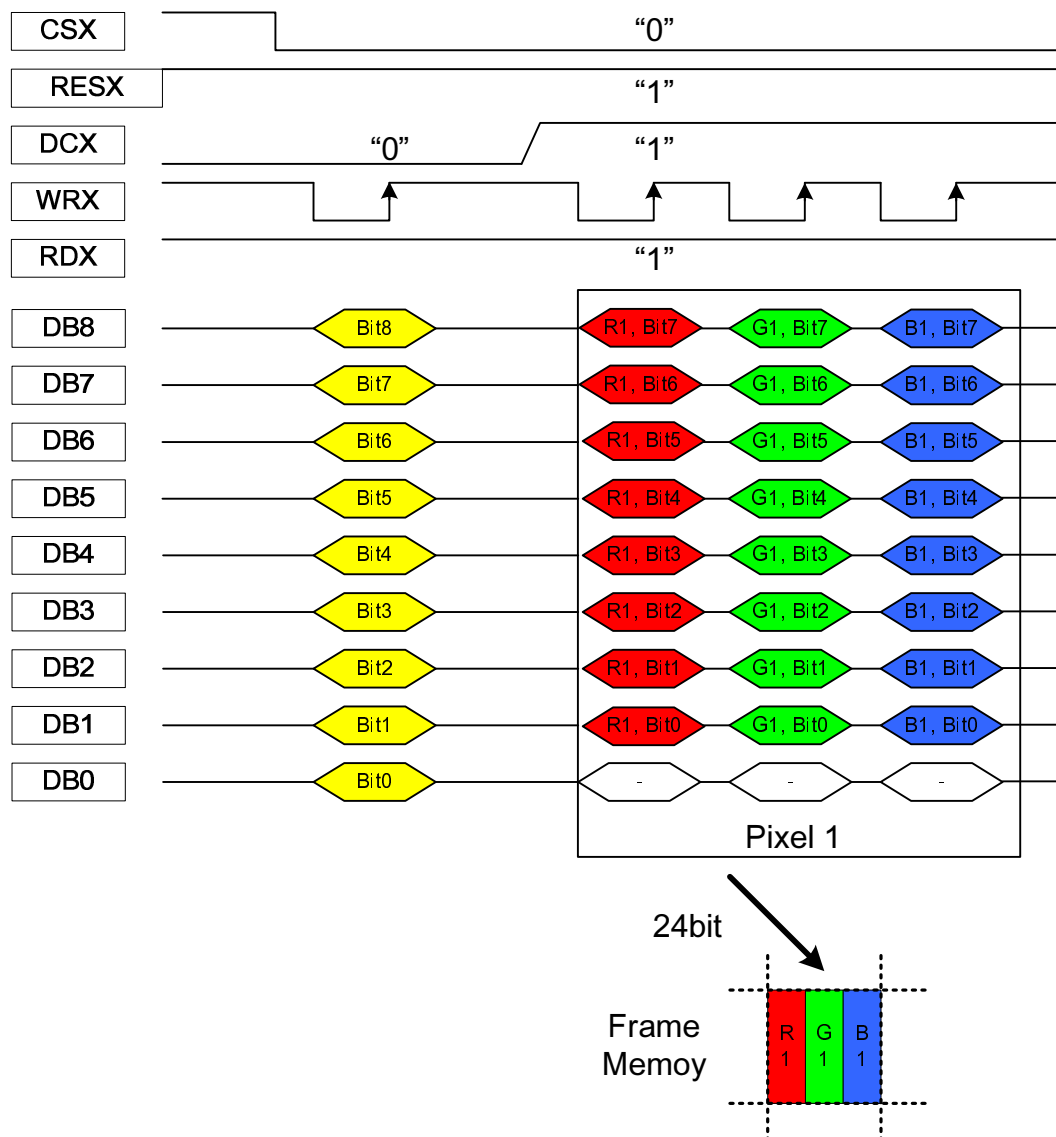 CSX “0”
RESX “1”
DCX “0” “1”
WRX
RDX “1”
DB8 Bit8 R1, Bit7 G1, Bit7 B1, Bit7
DB7 Bit7 R1, Bit6 G1, Bit6 B1, Bit6
DB6 Bit6 R1, Bit5 G1, Bit5 B1, Bit5
DB5 Bit5 R1, Bit4 G1, Bit4 B1, Bit4
DB4 Bit4 R1, Bit3 G1, Bit3 B1, Bit3
DB3 Bit3 R1, Bit2 G1, Bit2 B1, Bit2
DB2 Bit2 R1, Bit1 G1, Bit1 B1, Bit1
DB1 Bit1 R1, Bit0 G1, Bit0 B1, Bit0
DB0 Bit0 - - -
Pixel 1
24bit
Frame
Memoy
R G B
1 1 1